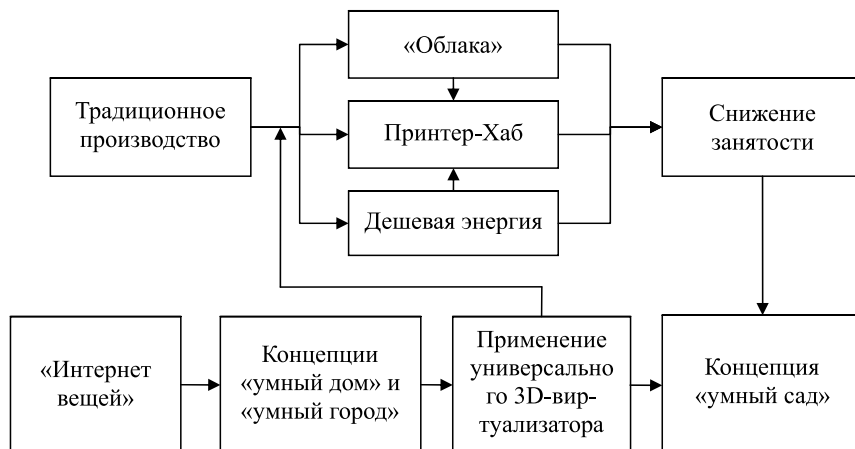 «Облака»
Традиционное
производство
Принтер-Хаб
Снижение
занятости
Дешевая энергия
«Интернет
вещей»
Концепции
«умный дом» и
«умный город»
Применение
универсально
го 3D-вир-
туализатора
Концепция
«умный сад»